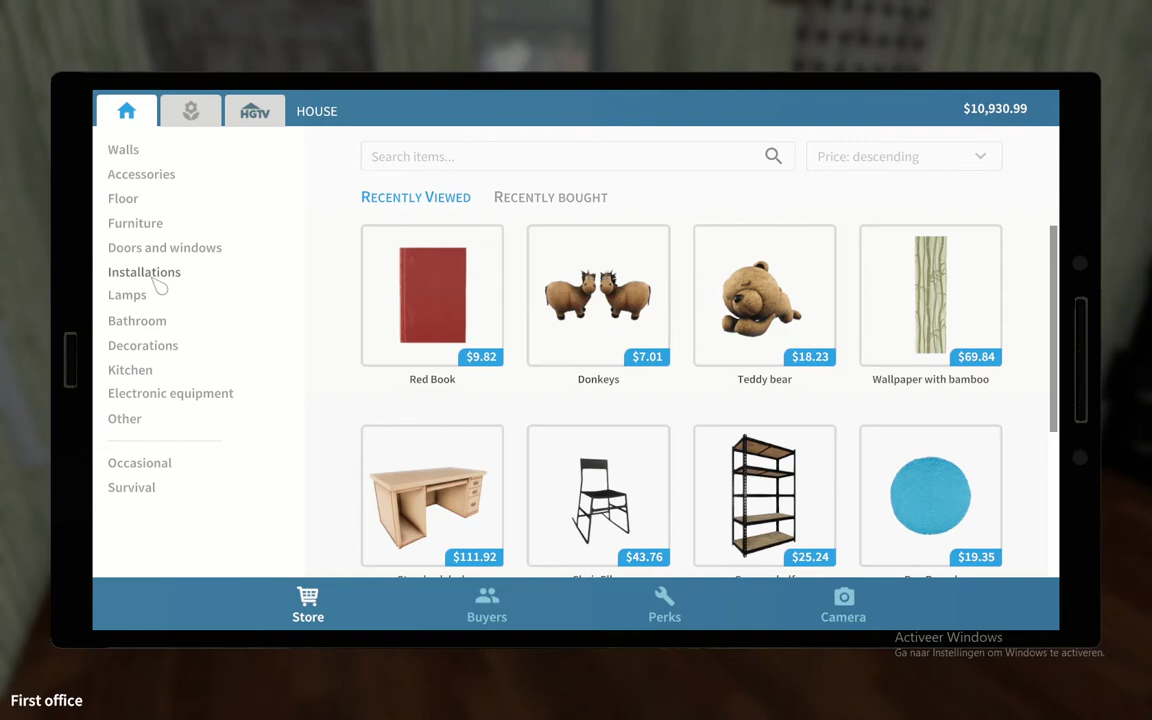 HGTV
HOUSE
$10,930.99
Walls
Accessories
Floor
Furniture
Doors and windows
Installations
Lamps
Bathroom
Decorations
Kitchen
Electronic equipment
Other
Occasional
Survival
Search items...
Price: descending
RECENTLY VIEWED
RECENTLY BOUGHT
$9.82
$7.01
$18.23
$69.84
Red Book
Donkeys
Teddy bear
Wallpaper with bamboo
$111.92
$43.76
$25.24
$19.35
Store
Buyers
Perks
Camera
Activeer Windows
Ga naar Instellingen om Windows te activeren.
First office